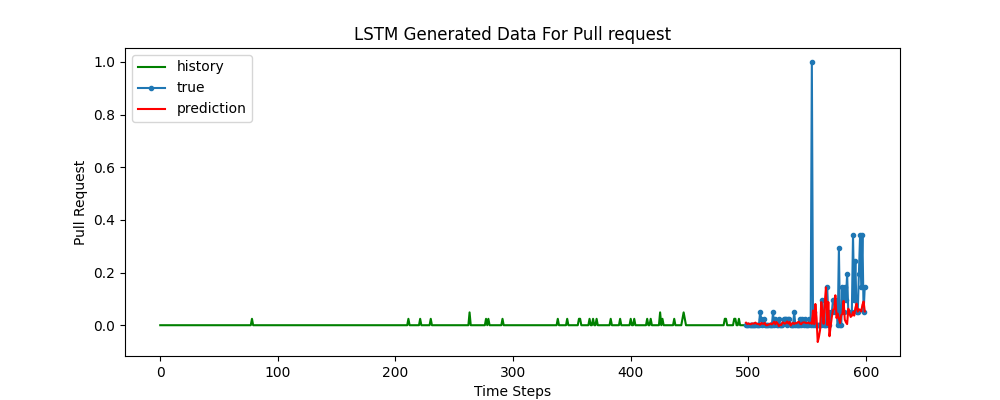 LSTM Generated Data For Pull request
history
true
prediction
1.0
0.8
0.6
0.4
0.2
0.0
Pull Request
0 100 200 300 400 500 600
Time Steps